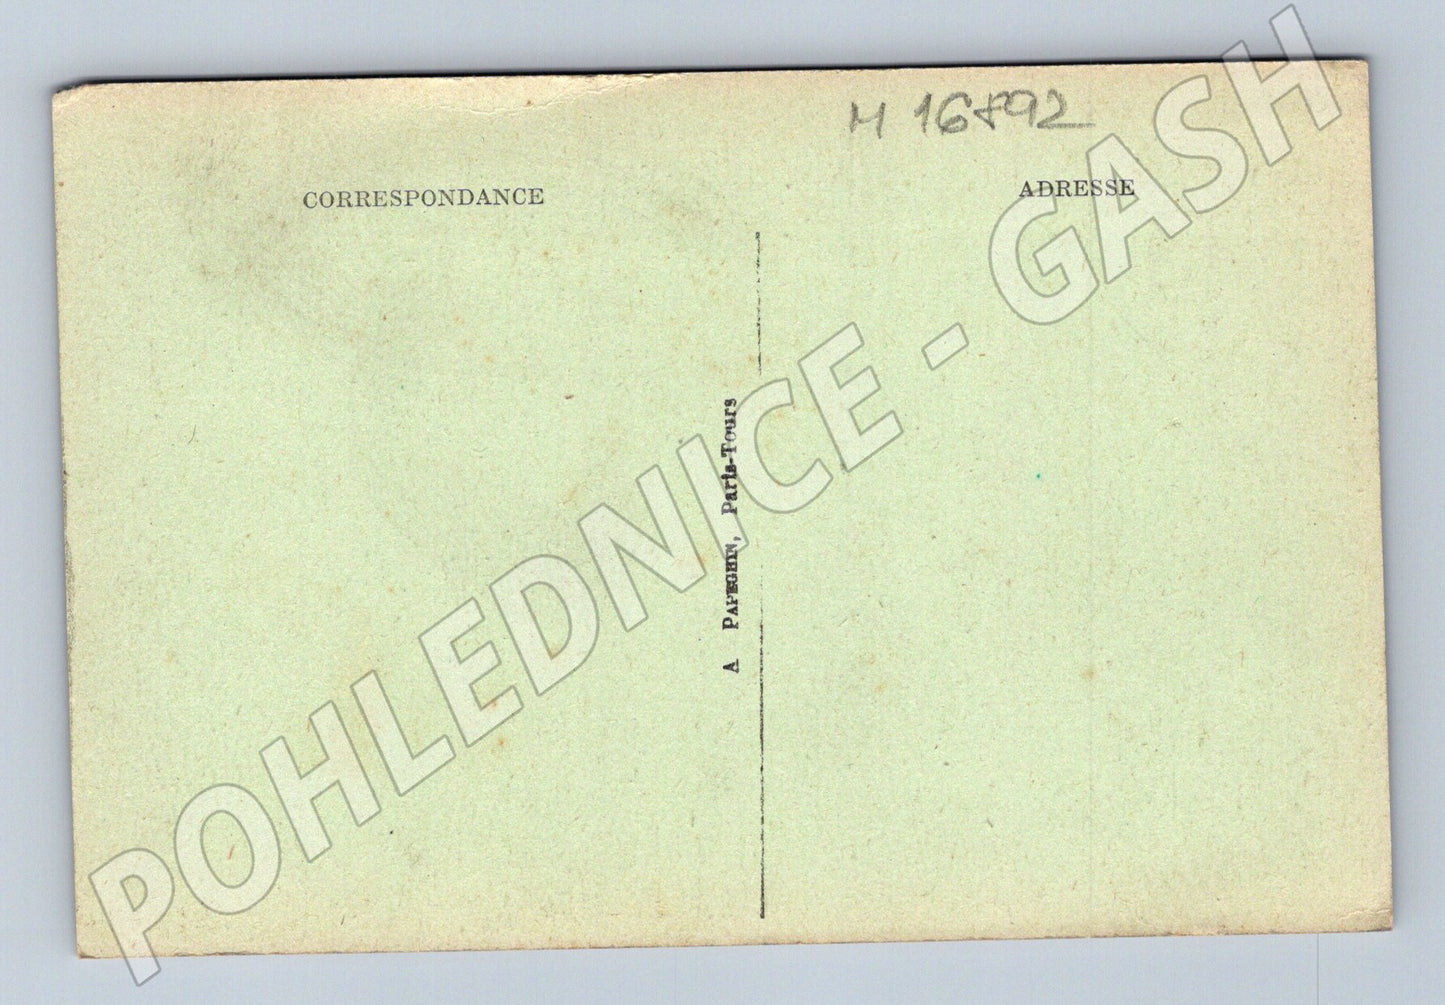 M 16892
CORRESPONDANCE
ADRESSE
A PAPEGHIN, Paris-Tours
POHLEDNICE - GASH